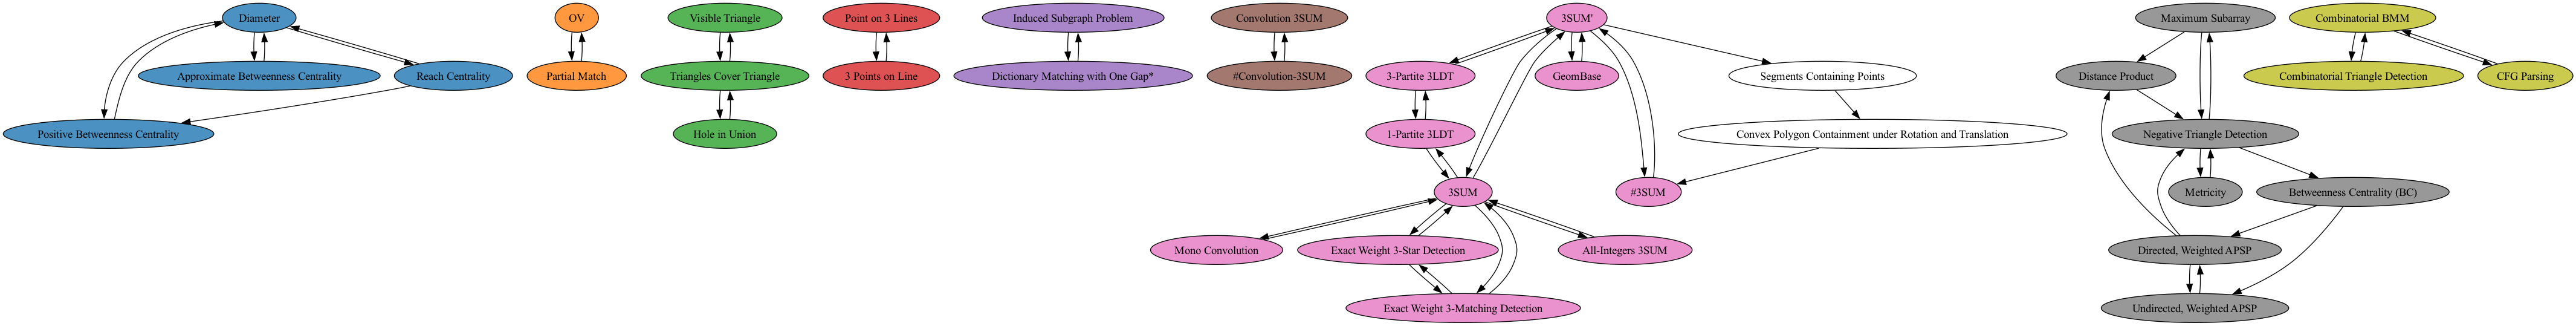 Diameter
OV
Visible Triangle
Point on 3 Lines
Induced Subgraph Problem
Convolution 3SUM
3SUM'
Maximum Subarray
Combinatorial BMM
Approximate Betweenness Centrality
Reach Centrality
Partial Match
Triangles Cover Triangle
3 Points on Line
Dictionary Matching with One Gap*
#Convolution-3SUM
3-Partite 3LDT
GeomBase
Segments Containing Points
Distance Product
Combinatorial Triangle Detection
CFG Parsing
Positive Betweenness Centrality
Hole in Union
1-Partite 3LDT
Convex Polygon Containment under Rotation and Translation
Negative Triangle Detection
3SUM
#3SUM
Metricity
Betweenness Centrality (BC)
Mono Convolution
Exact Weight 3-Star Detection
All-Integers 3SUM
Directed, Weighted APSP
Exact Weight 3-Matching Detection
Undirected, Weighted APSP